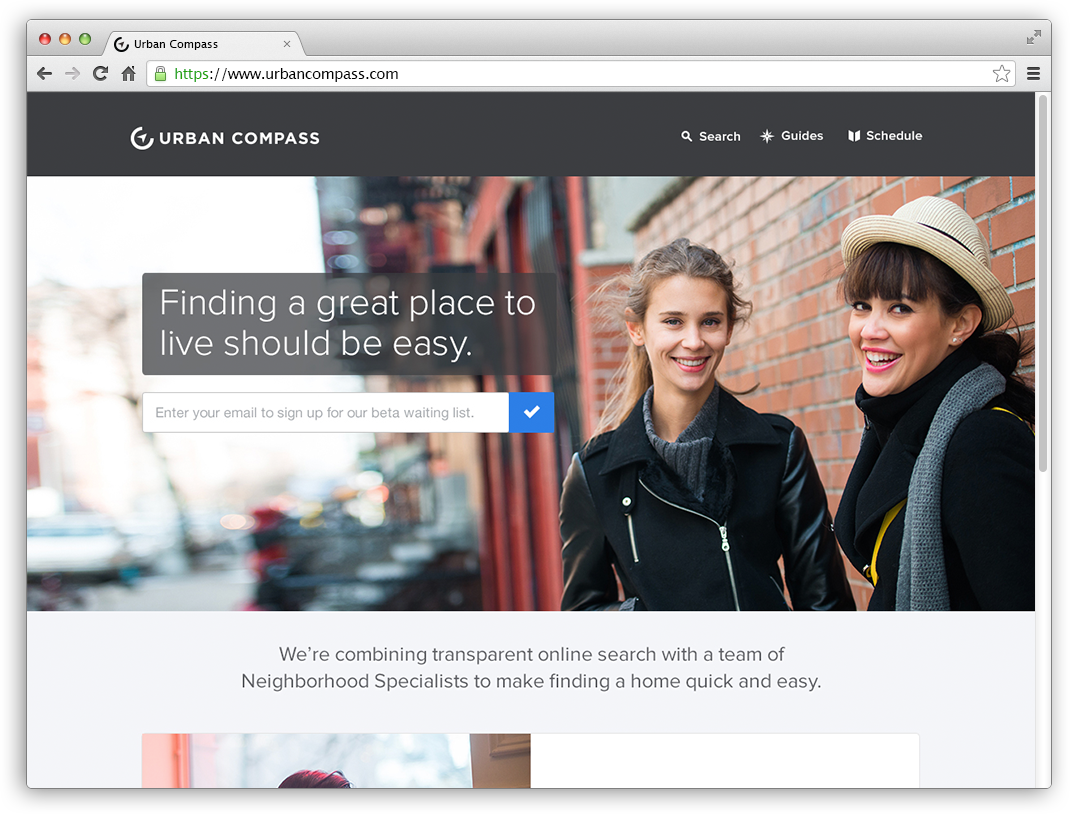 Urban Compass
https://www.urbancompass.com
URBAN COMPASS
Search
Guides
Schedule
Finding a great place to
live should be easy.
Enter your email to sign up for our beta waiting list.
We’re combining transparent online search with a team of
Neighborhood Specialists to make finding a home quick and easy.